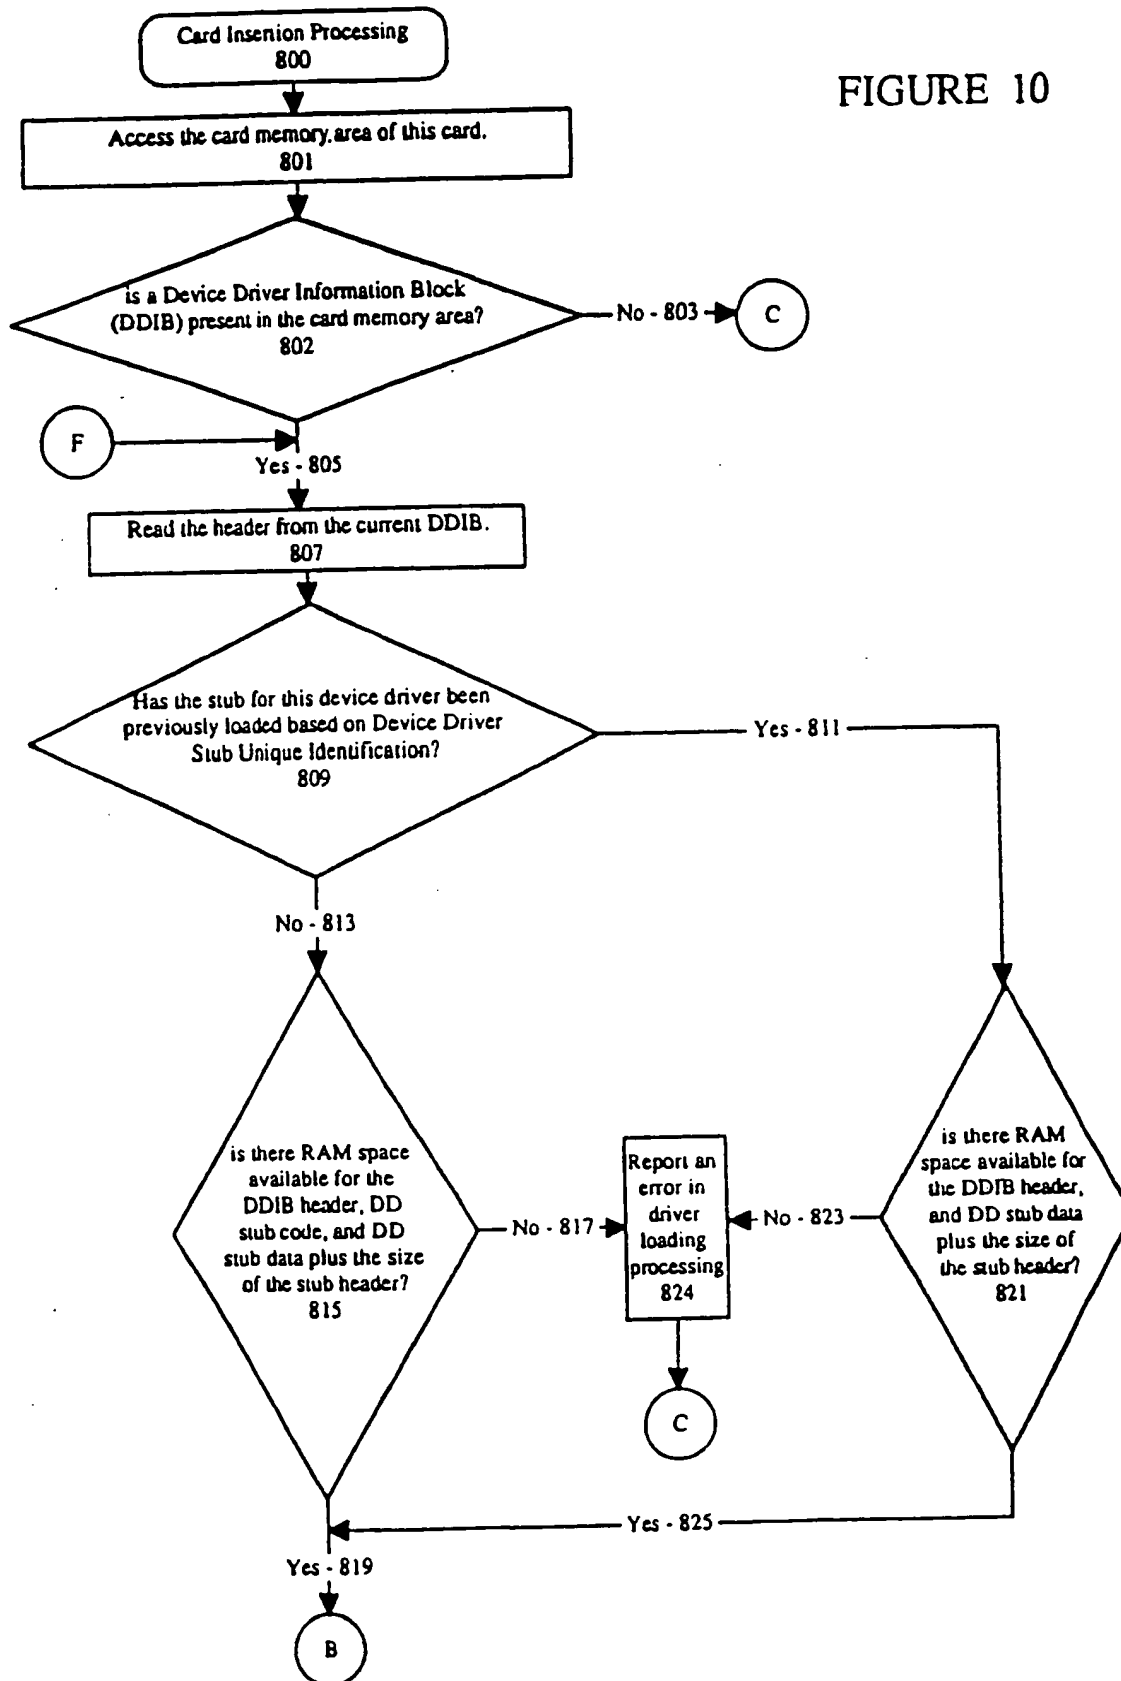 Card Insenion Processing
800
FIGURE 10
Access the card memory.area of this card.
801
is a Device Driver Information Block
(DDIB) present in the card memory area?
802
No - 803
C
F
Yes - 805
Read the header from the current DDIB.
807
Has the stub for this device driver been
previously loaded based on Device Driver
Stub Unique Identification?
809
Yes - 811
No - 813
is there RAM space
available for the
DDIB header, DD
stub code, and DD
stub data plus the size
of the stub header?
815
No - 817
Report an
error in
driver
loading
processing
824
No - 823
is there RAM
space available for
the DDIB header,
and DD stub data
plus the size of
the stub header?
821
C
Yes - 825
Yes - 819
B